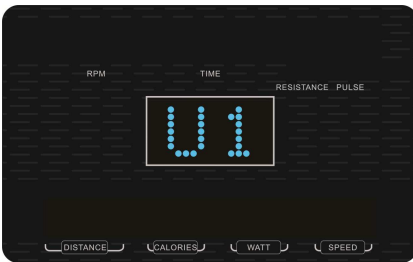 RPM
TIME
RESISTANCE PULSE
U1
DISTANCE CALORIES WATT SPEED